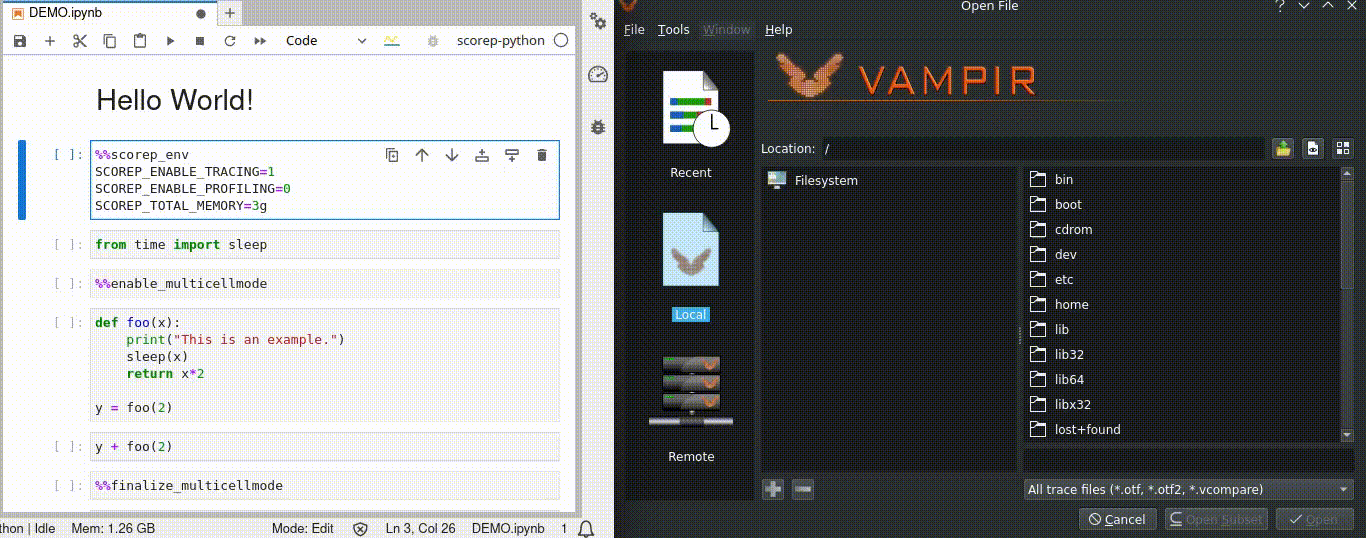 DEMO.ipynb
Code
scorep-python
Hello World!
[ ]:
%%scorep_env
SCOREP_ENABLE_TRACING=1
SCOREP_ENABLE_PROFILING=0
SCOREP_TOTAL_MEMORY=3g
[ ]:
from time import sleep
[ ]:
%%enable_multicellmode
[ ]:
def foo(x):
    print("This is an example.")
    sleep(x)
    return x*2
y = foo(2)
[ ]:
y + foo(2)
[ ]:
%%finalize_multicellmode
thon | Idle Mem: 1.26 GB Mode: Edit Ln 3, Col 26 DEMO.ipynb 1
Open File
File Tools Window Help
VAMPIR
Recent
Local
Remote
Location: /
Filesystem
bin
boot
cdrom
dev
etc
home
lib
lib32
lib64
libx32
lost+found
All trace files (*.otf, *.otf2, *.vcompare)
Cancel Open Subset Open